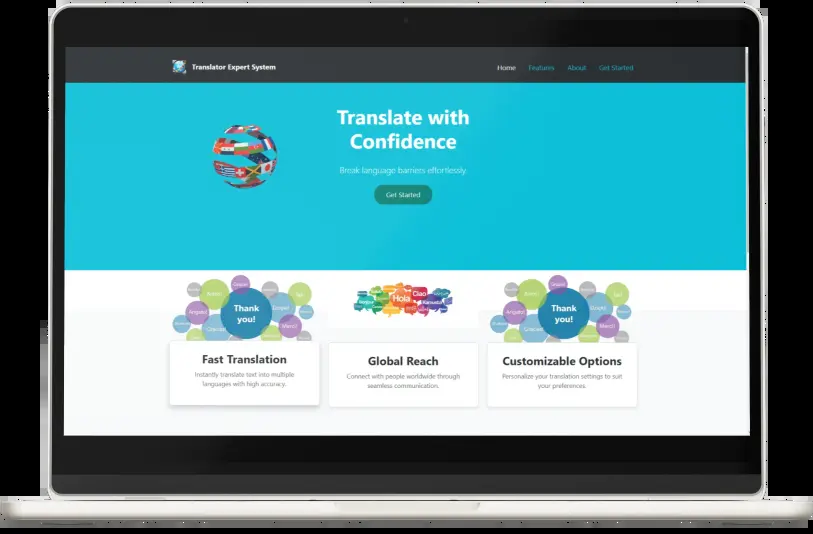 Translator Expert System
Home Features About Get Started
Translate with
Confidence
Break language barriers effortlessly.
Get Started
Thank
you!
Arigato!
Merci!
Hola
Ciao
Thank
you!
Arigato!
Merci!
Fast Translation
Instantly translate text into multiple
languages with high accuracy.
Global Reach
Connect with people worldwide through
seamless communication.
Customizable Options
Personalize your translation settings to suit
your preferences.